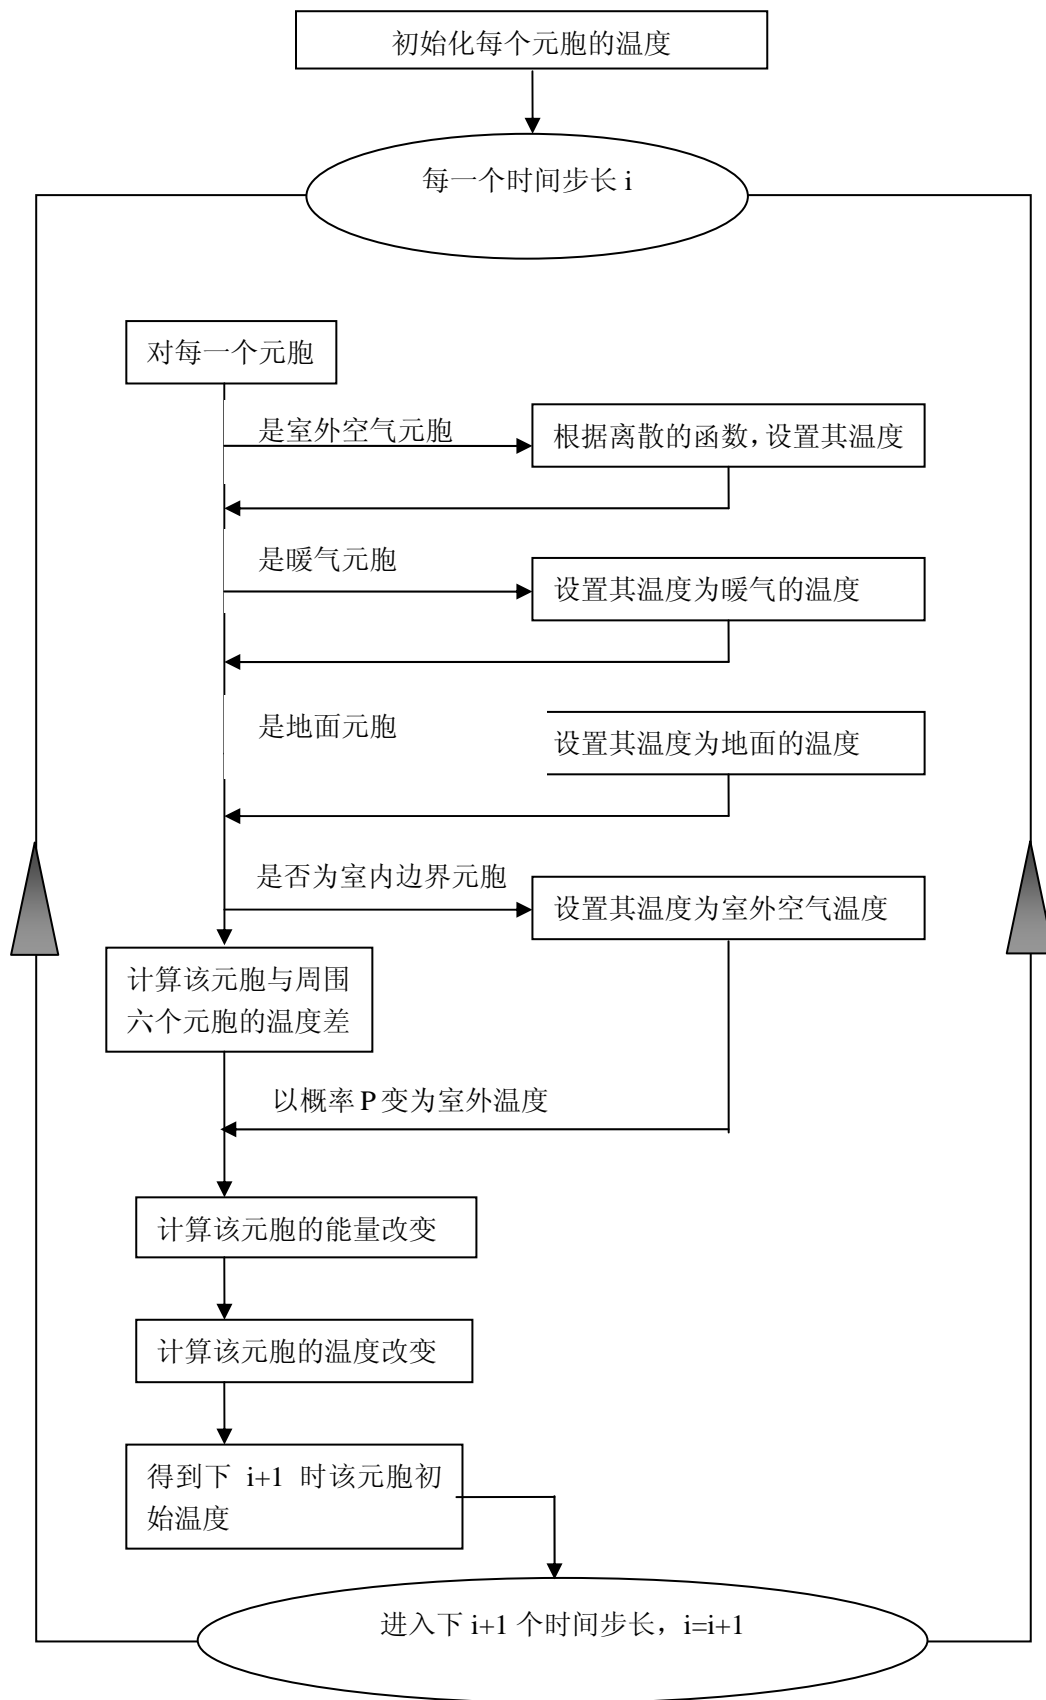 初始化每个元胞的温度
每一个时间步长 i
对每一个元胞
是室外空气元胞
根据离散的函数，设置其温度
是暖气元胞
设置其温度为暖气的温度
是地面元胞
设置其温度为地面的温度
是否为室内边界元胞
设置其温度为室外空气温度
计算该元胞与周围
六个元胞的温度差
以概率 P 变为室外温度
计算该元胞的能量改变
计算该元胞的温度改变
得到下 i+1 时该元胞初
始温度
进入下 i+1 个时间步长，i=i+1